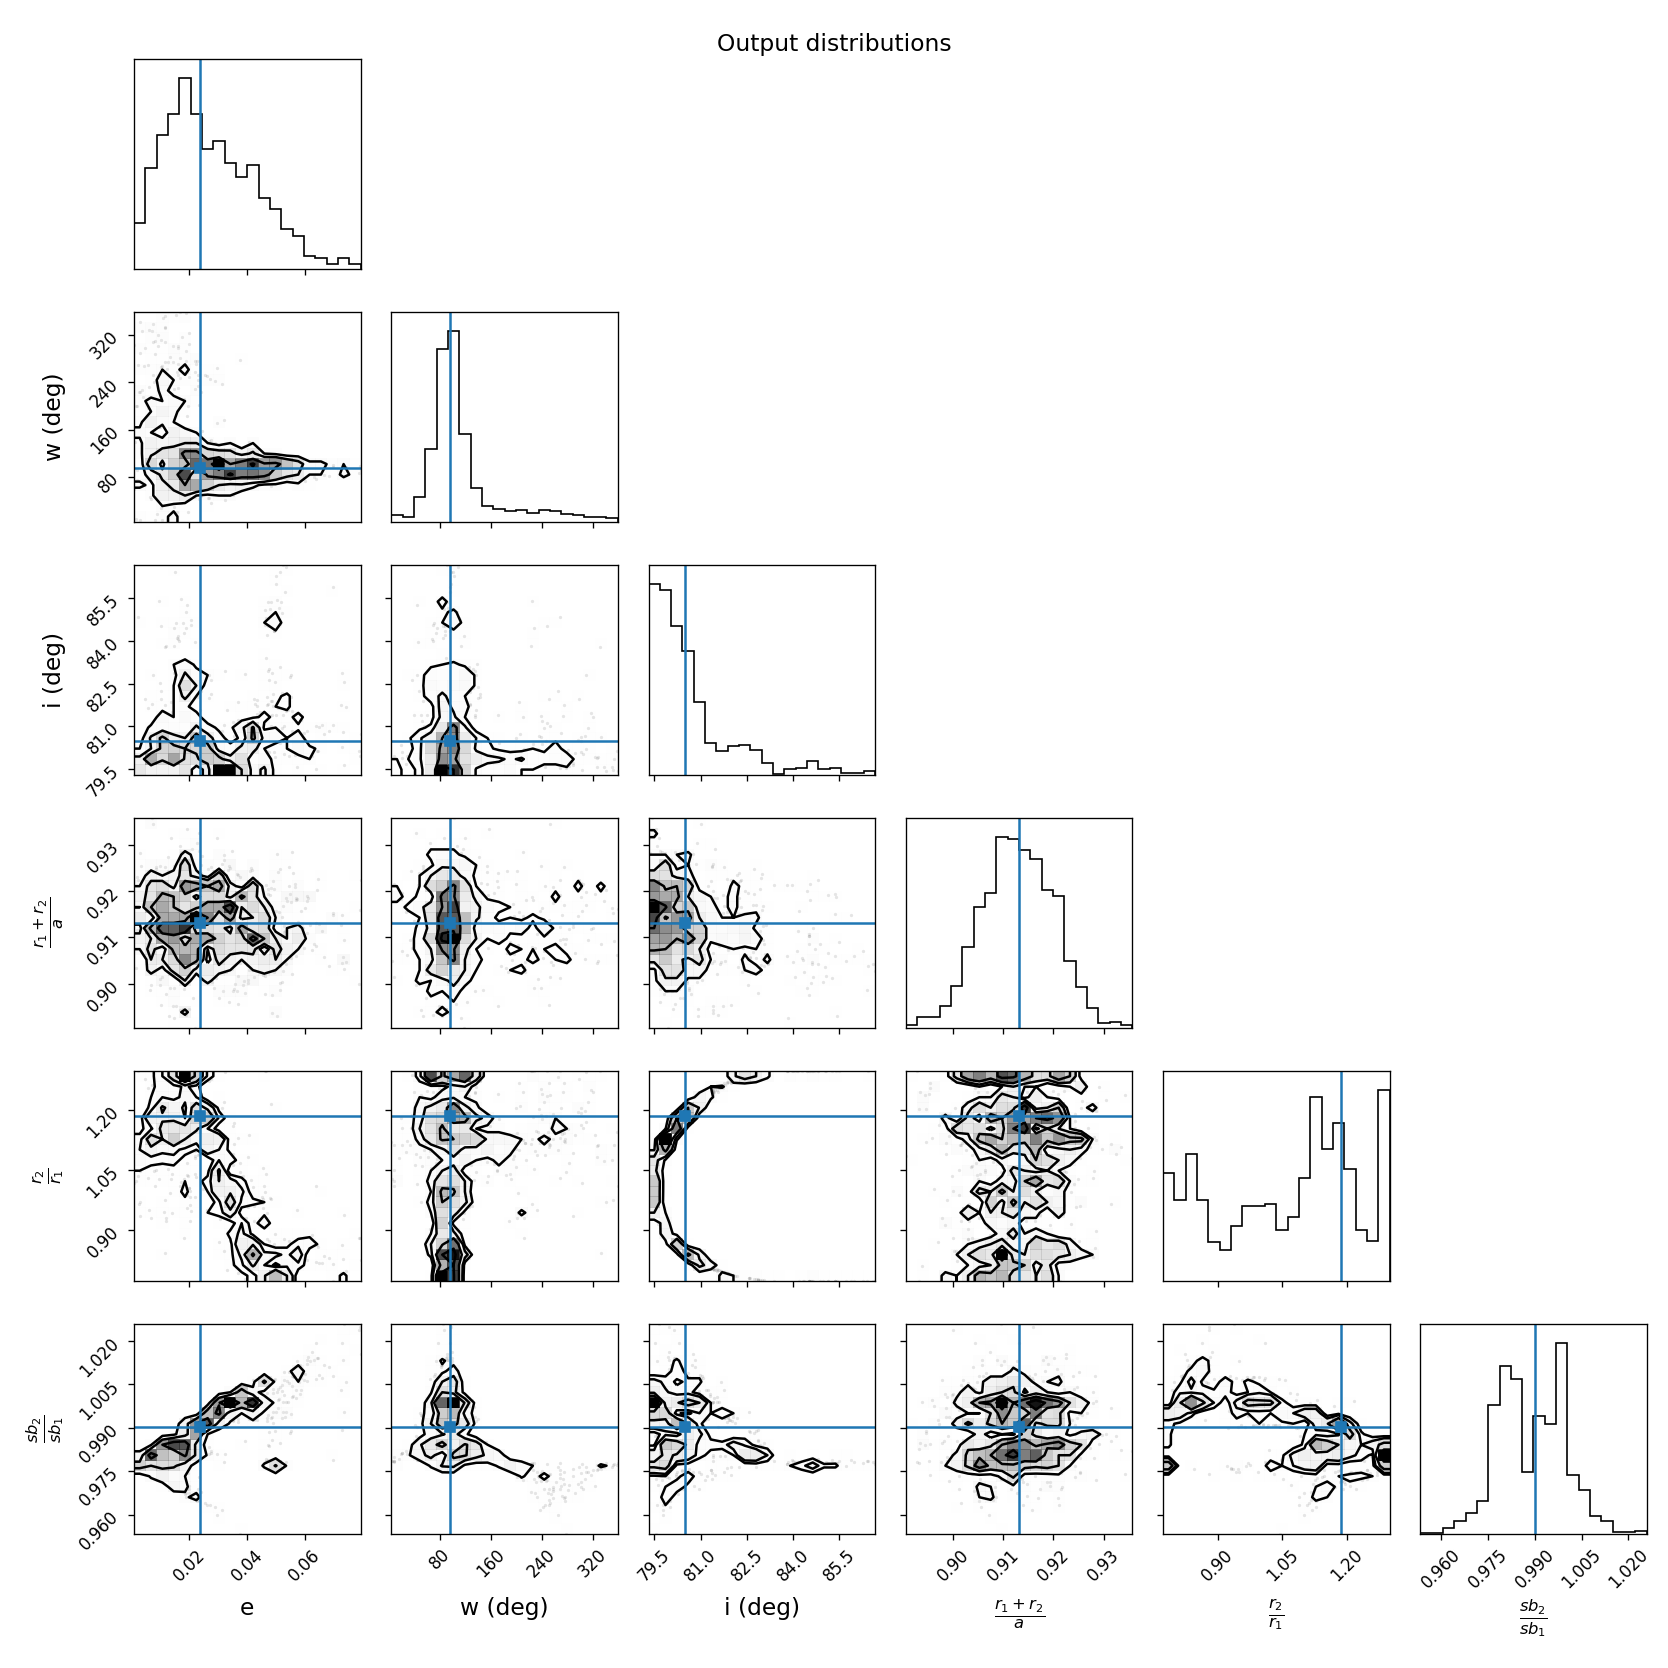 Output distributions
320
240
160
80
w (deg)
85.5
84.0
82.5
81.0
79.5
i (deg)
0.93
0.92
0.91
0.90
r₁ + r₂
a
1.20
1.05
0.90
r₂
r₁
1.020
1.005
0.990
0.975
0.960
sb₂
sb₁
0.02 0.04 0.06 80 160 240 320 79.5 81.0 82.5 84.0 85.5 0.90 0.91 0.92 0.93 0.90 1.05 1.20 0.960 0.975 0.990 1.005 1.020
e w (deg) i (deg)
r₁ + r₂ r₂ sb₂
a r₁ sb₁